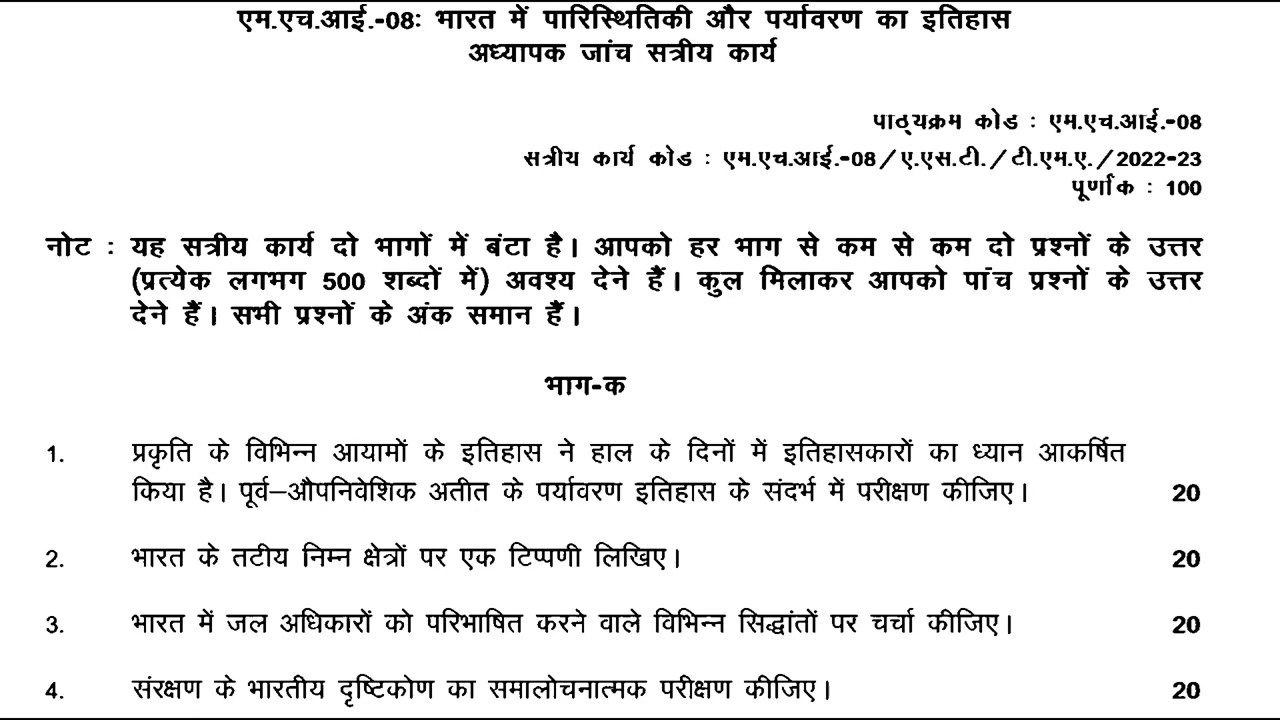 एम.एच.आई.-08: भारत में पारिस्थितिकी और पर्यावरण का इतिहास
अध्यापक जांच सत्रीय कार्य
पाठ्यक्रम कोड : एम.एच.आई.-08
सत्रीय कार्य कोड : एम.एच.आई.-08/ए.एस.टी./टी.एम.ए./2022-23
पूर्णांक : 100
नोट : यह सत्रीय कार्य दो भागों में बंटा है। आपको हर भाग से कम से कम दो प्रश्नों के उत्तर
(प्रत्येक लगभग 500 शब्दों में) अवश्य देने हैं। कुल मिलाकर आपको पांच प्रश्नों के उत्तर
देने हैं। सभी प्रश्नों के अंक समान हैं।
भाग-क
1. प्रकृति के विभिन्न आयामों के इतिहास ने हाल के दिनों में इतिहासकारों का ध्यान आकर्षित
किया है। पूर्व–औपनिवेशिक अतीत के पर्यावरण इतिहास के संदर्भ में परीक्षण कीजिए। 20
2. भारत के तटीय निम्न क्षेत्रों पर एक टिप्पणी लिखिए। 20
3. भारत में जल अधिकारों को परिभाषित करने वाले विभिन्न सिद्धांतों पर चर्चा कीजिए। 20
4. संरक्षण के भारतीय दृष्टिकोण का समालोचनात्मक परीक्षण कीजिए। 20